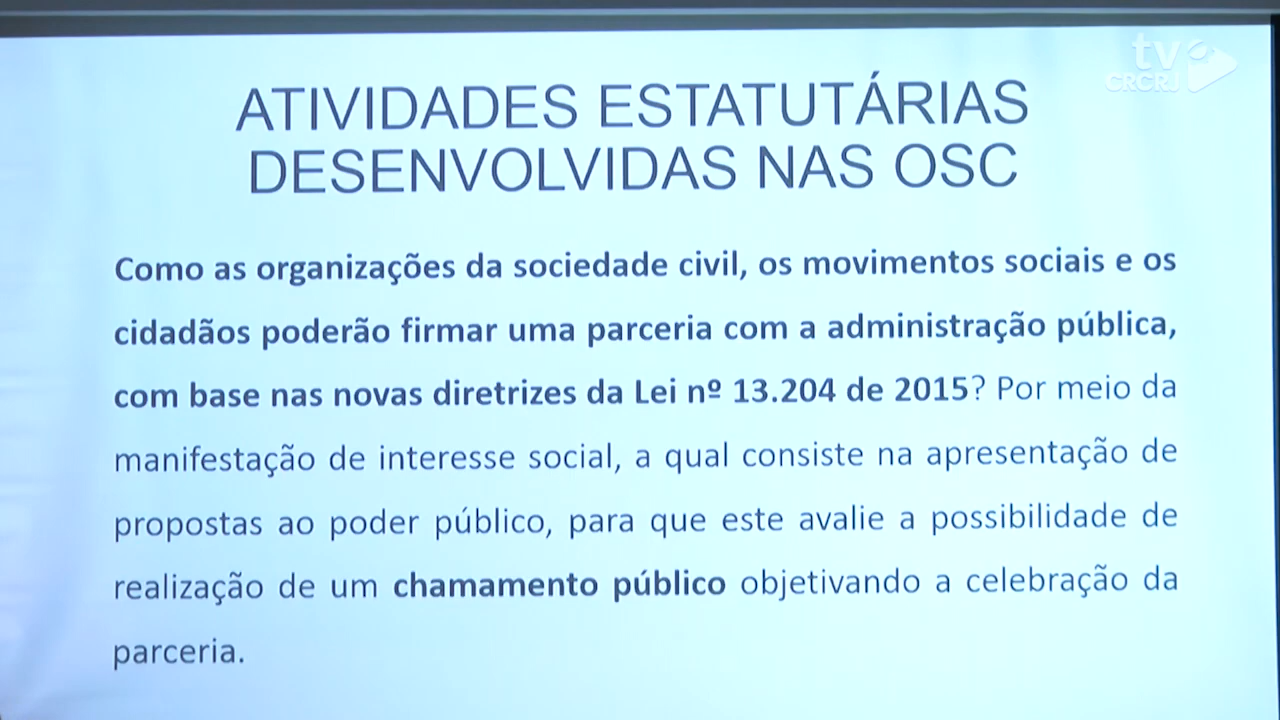 tv
CRCRJ
ATIVIDADES ESTATUTÁRIAS
DESENVOLVIDAS NAS OSC
Como as organizações da sociedade civil, os movimentos sociais e os
cidadãos poderão firmar uma parceria com a administração pública,
com base nas novas diretrizes da Lei nº 13.204 de 2015? Por meio da
manifestação de interesse social, a qual consiste na apresentação de
propostas ao poder público, para que este avalie a possibilidade de
realização de um chamamento público objetivando a celebração da
parceria.